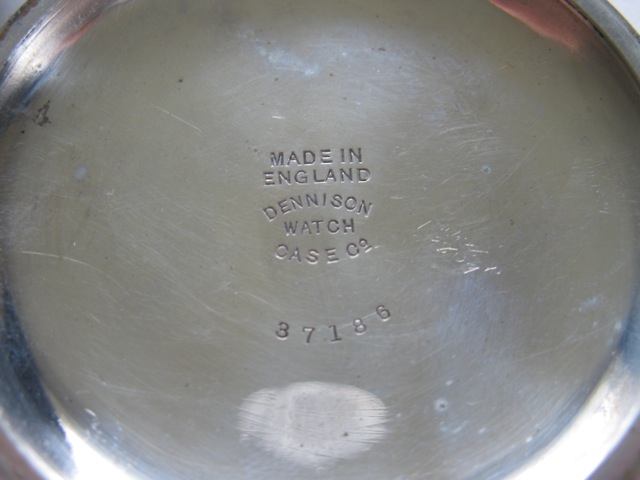 MADE IN
ENGLAND
DENNISON
WATCH
CASE Co
37186